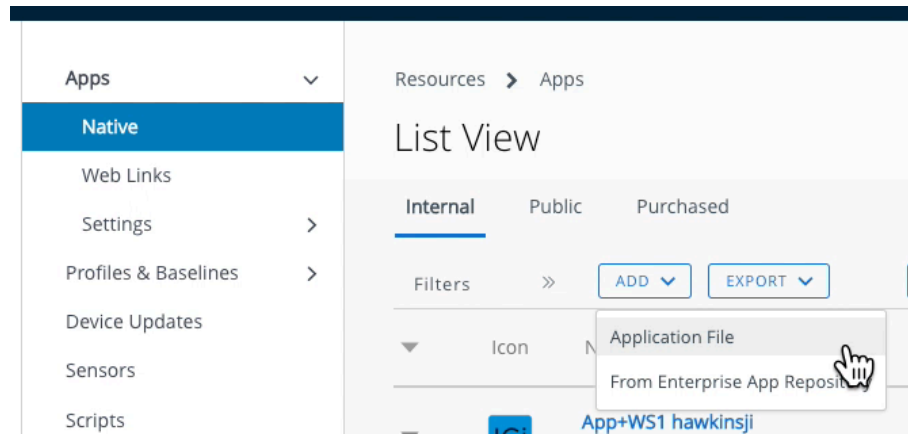 Apps
Native
Web Links
Settings
Profiles & Baselines
Device Updates
Sensors
Scripts
Resources > Apps
List View
Internal Public Purchased
Filters » ADD EXPORT
Icon
Application File
From Enterprise App Repository
App+WS1 hawkinsji